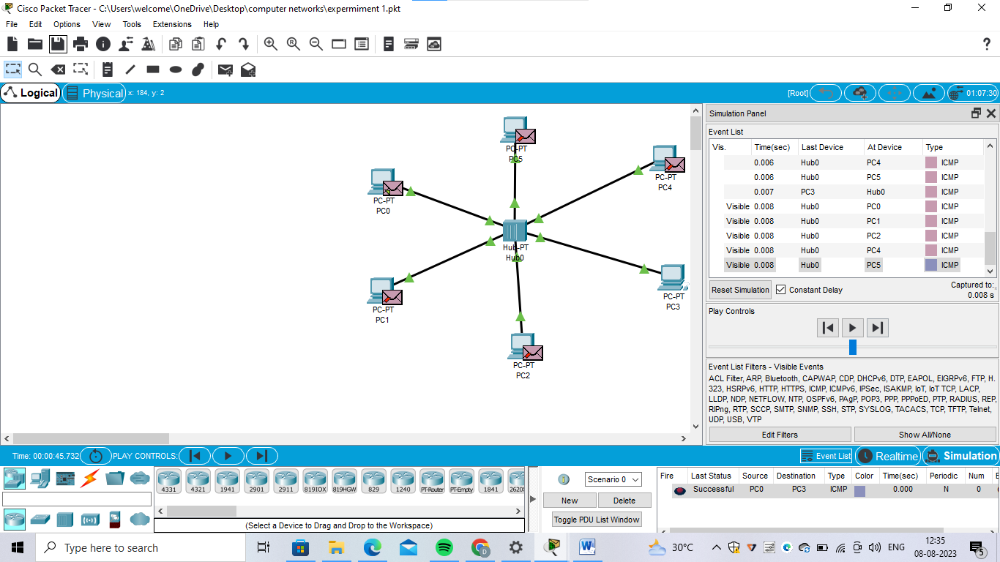 Cisco Packet Tracer - C:\Users\welcome\OneDrive\Desktop\computer networks\expermiment 1.pkt
File Edit Options View Tools Extensions Help
?
Logical Physical x: 184, y: 2 [Root] 01:07:30
PC-PT
PC5
PC-PT
PC4
PC-PT
PC0
Hub-PT
Hub0
PC-PT
PC3
PC-PT
PC1
PC-PT
PC2
Simulation Panel
Event List
Vis. Time(sec) Last Device At Device Type
0.006 Hub0 PC4 ICMP
0.006 Hub0 PC5 ICMP
0.007 PC3 Hub0 ICMP
Visible 0.008 Hub0 PC0 ICMP
Visible 0.008 Hub0 PC1 ICMP
Visible 0.008 Hub0 PC2 ICMP
Visible 0.008 Hub0 PC4 ICMP
Visible 0.008 Hub0 PC5 ICMP
Reset Simulation Constant Delay Captured to:
0.008 s
Play Controls
Event List Filters - Visible Events
ACL Filter, ARP, Bluetooth, CAPWAP, CDP, DHCPv6, DTP, EAPOL, EIGRPv6, FTP, H.
323, HSRPv6, HTTP, HTTPS, ICMP, ICMPv6, IPSec, ISAKMP, IoT, IoT TCP, LACP,
LLDP, NDP, NETFLOW, NTP, OSPFv6, PAgP, POP3, PPP, PPPoED, PTP, RADIUS, REP,
RIPng, RTP, SCCP, SMTP, SNMP, SSH, STP, SYSLOG, TACACS, TCP, TFTP, Telnet,
UDP, USB, VTP
Edit Filters Show All/None
Time: 00:00:45.732 PLAY CONTROLS: Event List Realtime Simulation
4331 4321 1941 2901 2911 819IOX 819HGW 829 1240 PT-Router PT-Empty 1841 2620X
(Select a Device to Drag and Drop to the Workspace)
Scenario 0
New Delete
Toggle PDU List Window
Fire Last Status Source Destination Type Color Time(sec) Periodic Num E
Successful PC0 PC3 ICMP 0.000 N 0
Type here to search 30°C ENG 12:35
08-08-2023 5